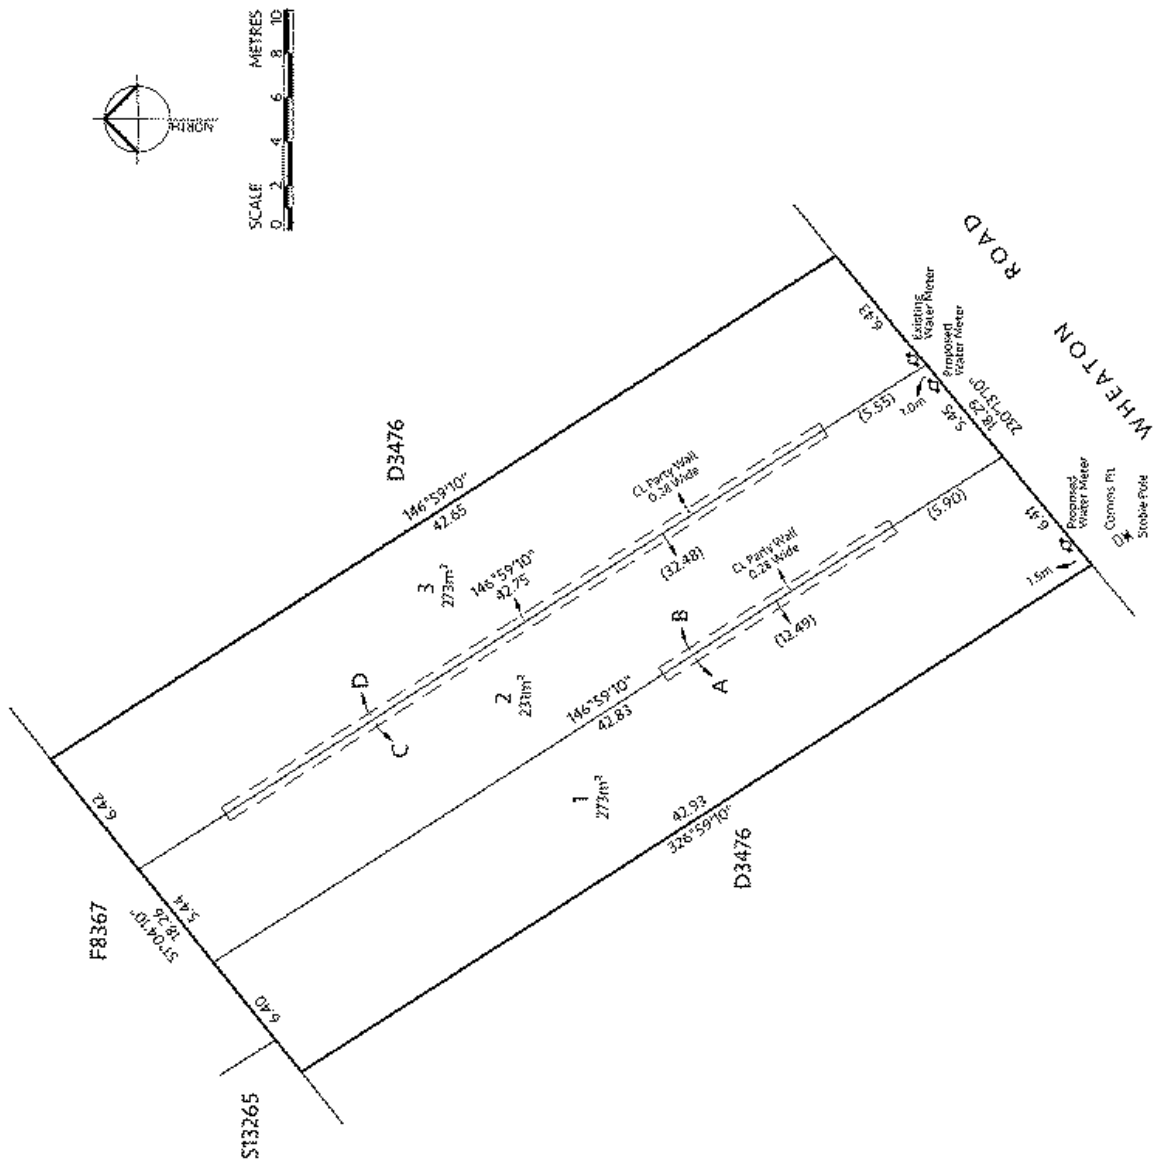 NORTH
SCALE
METRES
0 2 4 6 8 10
D3476
146°59'10"
42.65
3
273m²
146°59'10"
42.75
CL Party Wall
0.38 Wide
(32.48)
(5.55)
D
C
2
231m²
B
A
CL Party Wall
0.28 Wide
(12.49)
(5.90)
146°59'10"
42.83
1
273m²
42.93
326°59'10"
D3476
6.42
F8367
5.44
18.26
51°04'10"
6.40
S13265
6.43
Existing
Water Meter
Proposed
Water Meter
1.0m
5.45
18.29
230°13'10"
6.41
Proposed
Water Meter
1.5m
Comms Pit
Stobie Pole
WHEATON ROAD